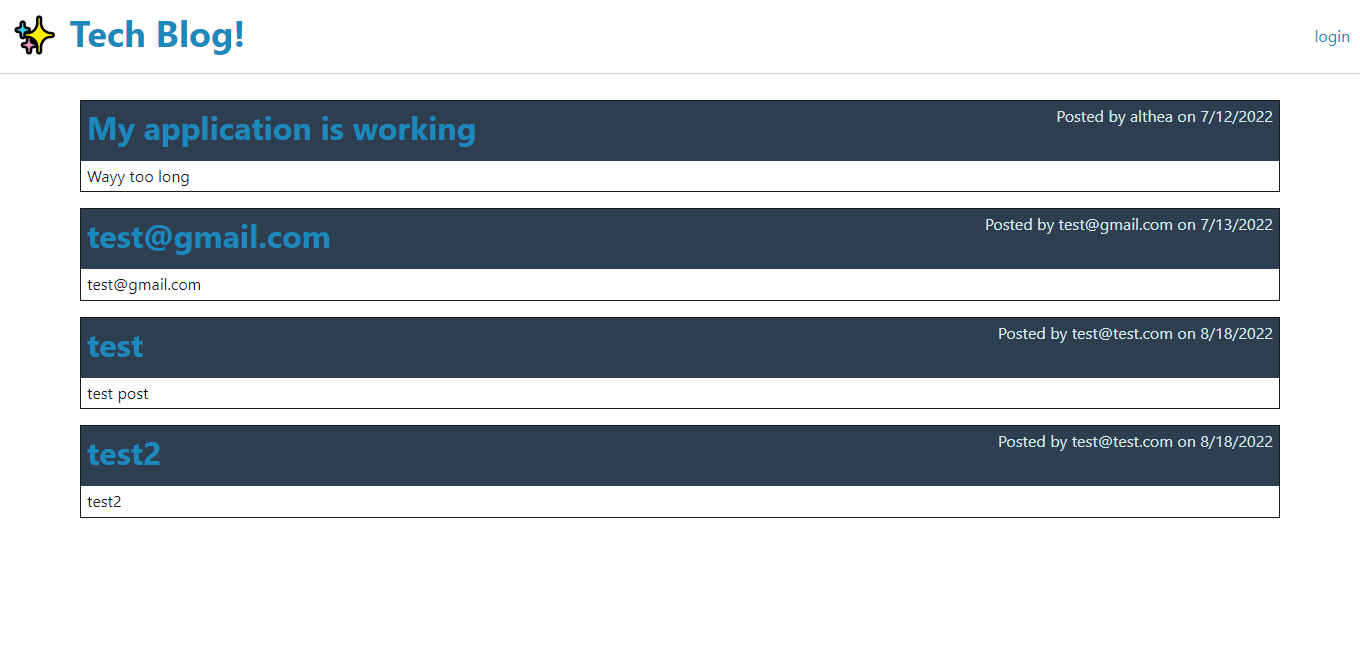 Tech Blog!
login
My application is working
Posted by althea on 7/12/2022
Wayy too long
test@gmail.com
Posted by test@gmail.com on 7/13/2022
test@gmail.com
test
Posted by test@test.com on 8/18/2022
test post
test2
Posted by test@test.com on 8/18/2022
test2